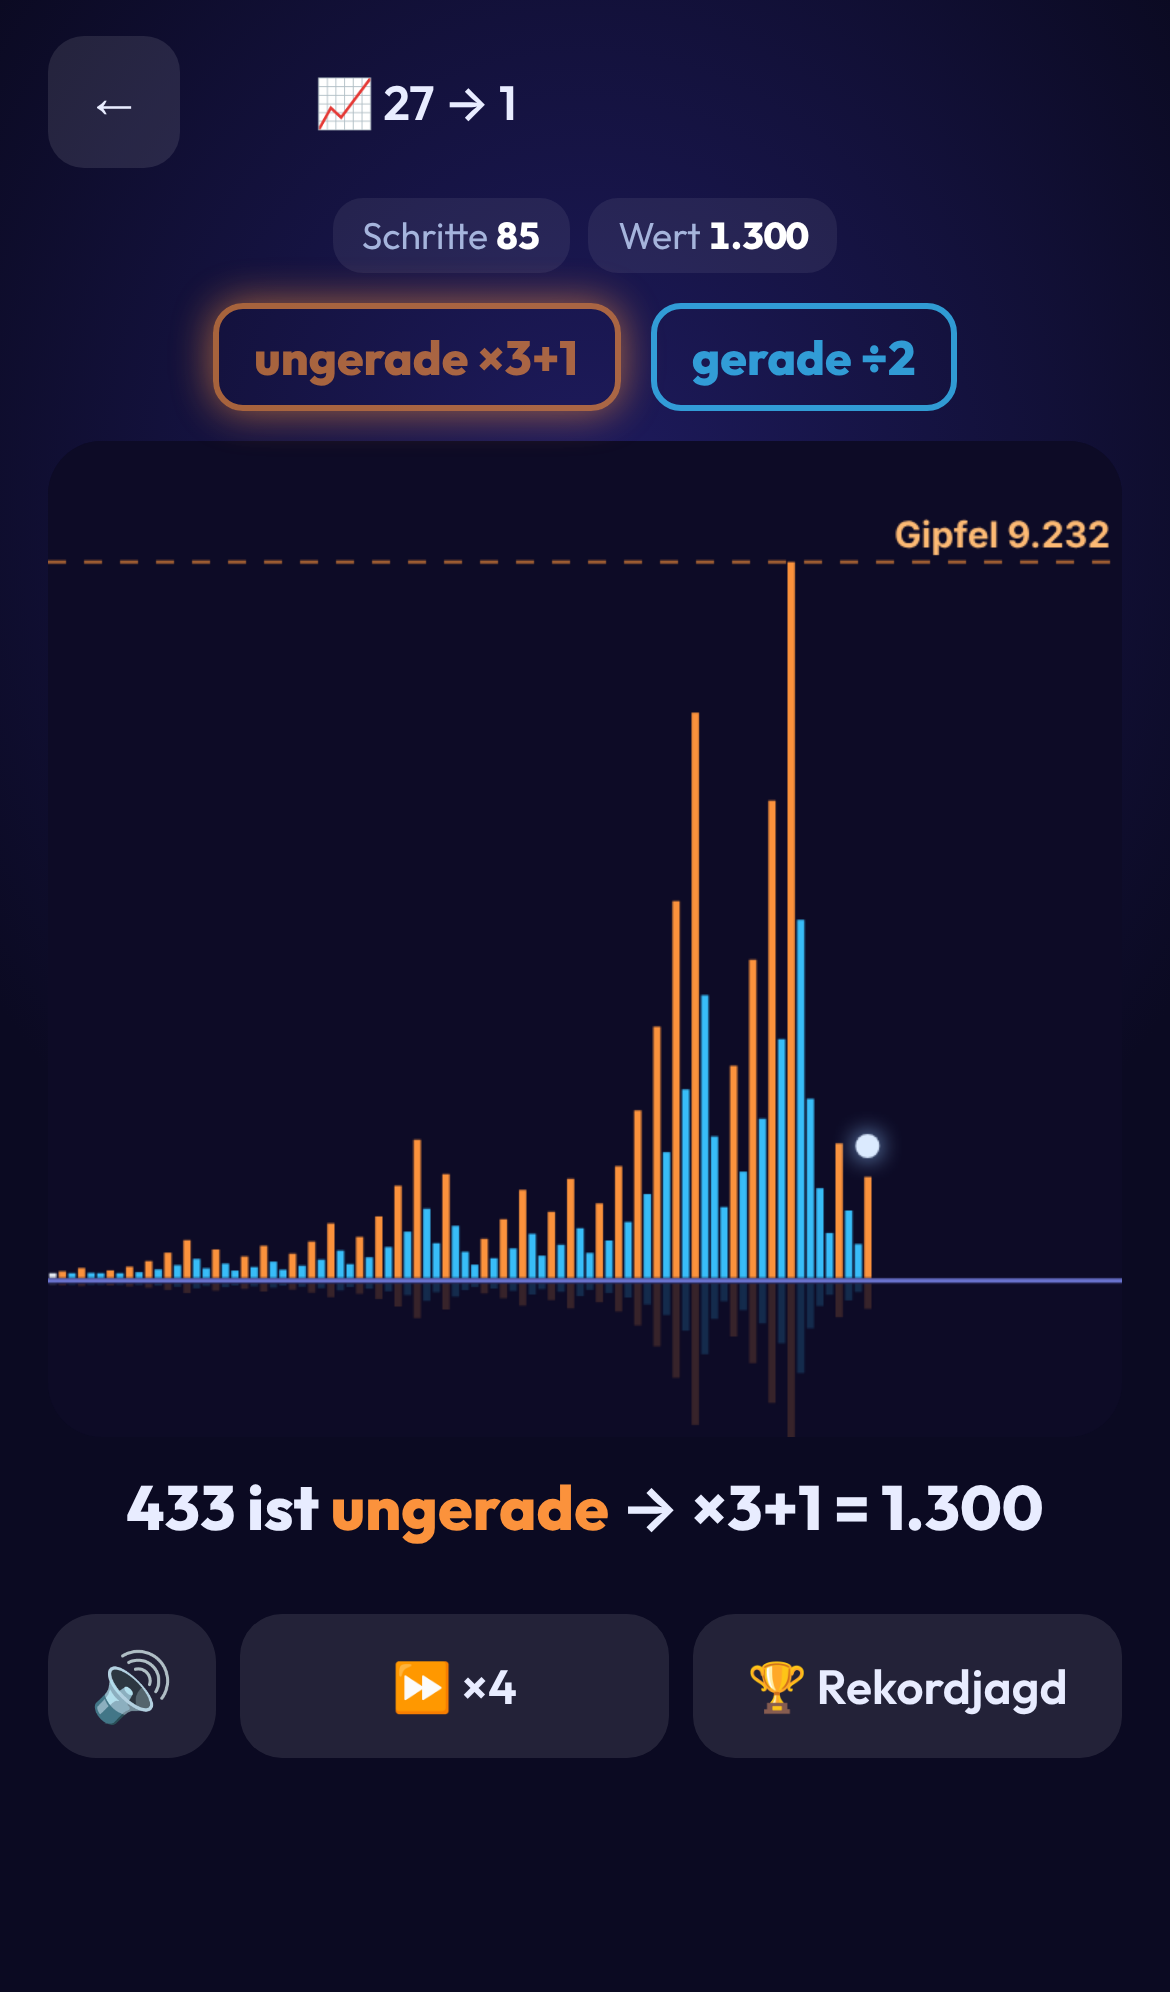 ← 27 → 1
Schritte 85 Wert 1.300
ungerade ×3+1 gerade ÷2
Gipfel 9.232
433 ist ungerade → ×3+1 = 1.300
×4 Rekordjagd